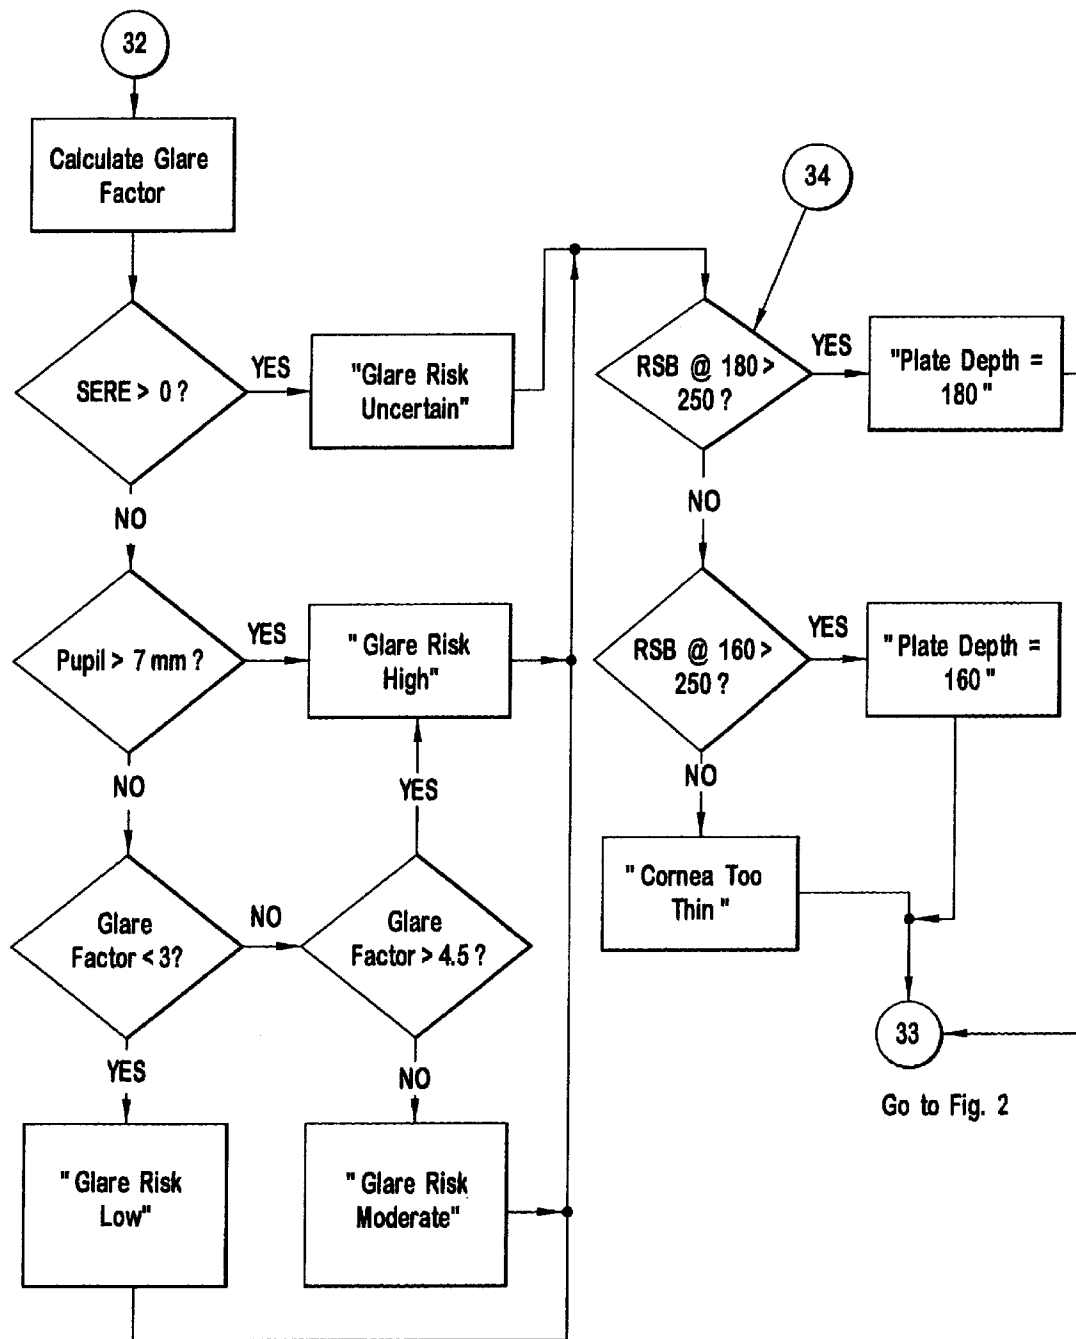 32
Calculate Glare
Factor
SERE > 0 ?
YES
"Glare Risk
Uncertain"
NO
Pupil > 7 mm ?
YES
" Glare Risk
High"
NO
YES
Glare
Factor < 3?
NO
Glare
Factor > 4.5 ?
YES
NO
" Glare Risk
Low"
" Glare Risk
Moderate"
34
RSB @ 180 >
250 ?
YES
"Plate Depth =
180 "
NO
RSB @ 160 >
250 ?
YES
" Plate Depth =
160 "
NO
" Cornea Too
Thin "
33
Go to Fig. 2